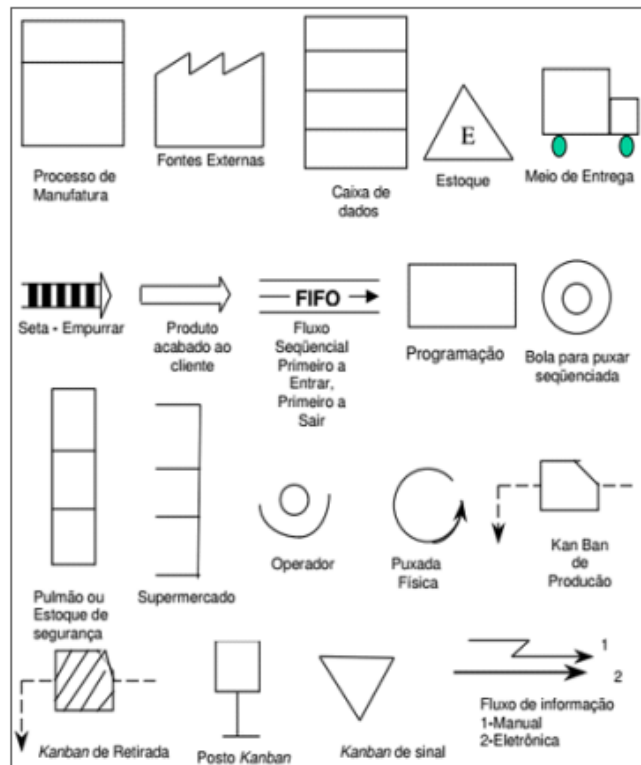 Processo de
Manufatura
Fontes Externas
Caixa de
dados
E
Estoque
Meio de Entrega
Seta - Empurrar
Produto
acabado ao
cliente
FIFO
Fluxo
Seqüencial
Primeiro a
Entrar,
Primeiro a
Sair
Programação
Bola para puxar
seqüenciada
Pulmão ou
Estoque de
segurança
Supermercado
Operador
Puxada
Física
Kan Ban
de
Producão
Kanban de Retirada
Posto Kanban
Kanban de sinal
1
2
Fluxo de informação
1-Manual
2-Eletrônica